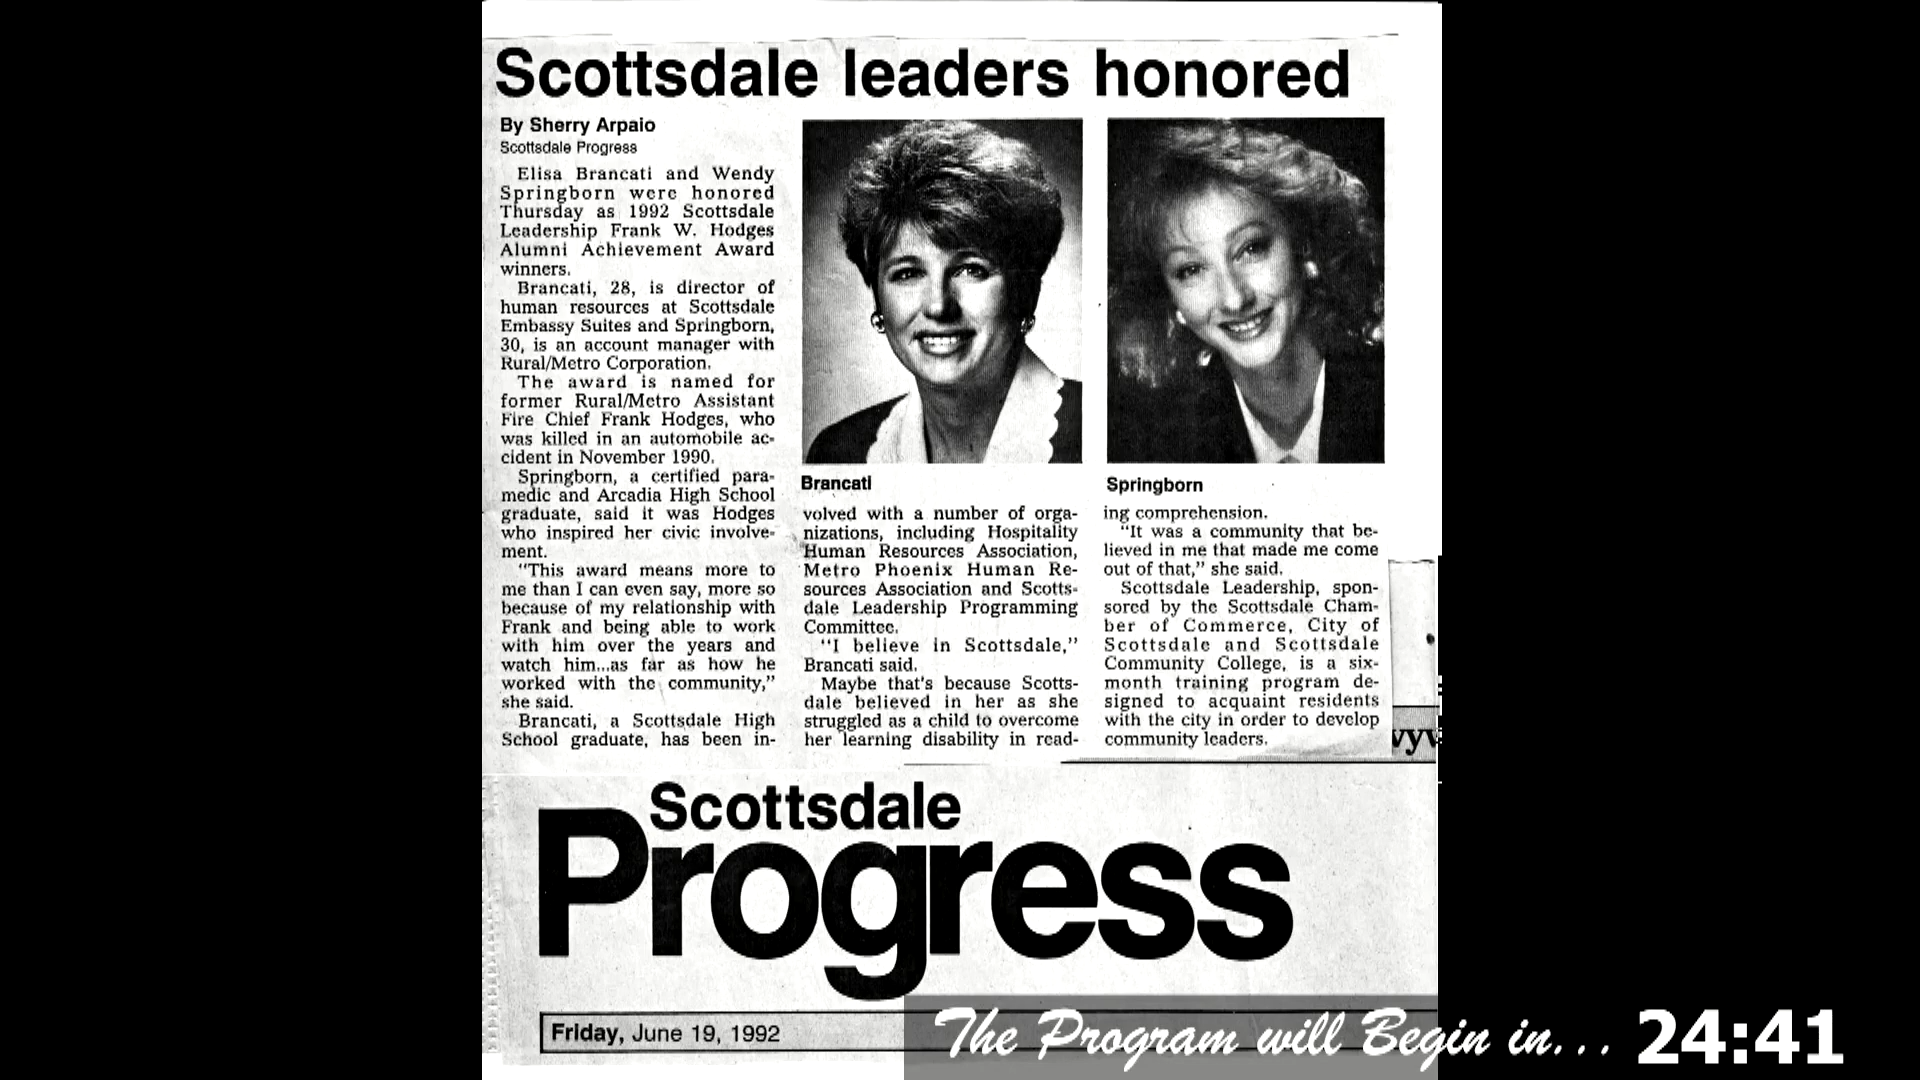 Scottsdale leaders honored
By Sherry Arpaio
Scottsdale Progress
Elisa Brancati and Wendy
Springborn were honored
Thursday as 1992 Scottsdale
Leadership Frank W. Hodges
Alumni Achievement Award
winners.
Brancati, 28, is director of
human resources at Scottsdale
Embassy Suites and Springborn,
30, is an account manager with
Rural/Metro Corporation.
The award is named for
former Rural/Metro Assistant
Fire Chief Frank Hodges, who
was killed in an automobile ac-
cident in November 1990.
Springborn, a certified para-
medic and Arcadia High School
graduate, said it was Hodges
who inspired her civic involve-
ment.
"This award means more to
me than I can even say, more so
because of my relationship with
Frank and being able to work
with him over the years and
watch him...as far as how he
worked with the community,"
she said.
Brancati, a Scottsdale High
School graduate, has been in-
Brancati
volved with a number of orga-
nizations, including Hospitality
Human Resources Association,
Metro Phoenix Human Re-
sources Association and Scotts-
dale Leadership Programming
Committee.
"I believe in Scottsdale,"
Brancati said.
Maybe that's because Scotts-
dale believed in her as she
struggled as a child to overcome
her learning disability in read-
Springborn
ing comprehension.
"It was a community that be-
lieved in me that made me come
out of that," she said.
Scottsdale Leadership, spon-
sored by the Scottsdale Cham-
ber of Commerce, City of
Scottsdale and Scottsdale
Community College, is a six-
month training program de-
signed to acquaint residents
with the city in order to develop
community leaders.
Scottsdale
Progress
Friday, June 19, 1992
The Program will Begin in... 24:41